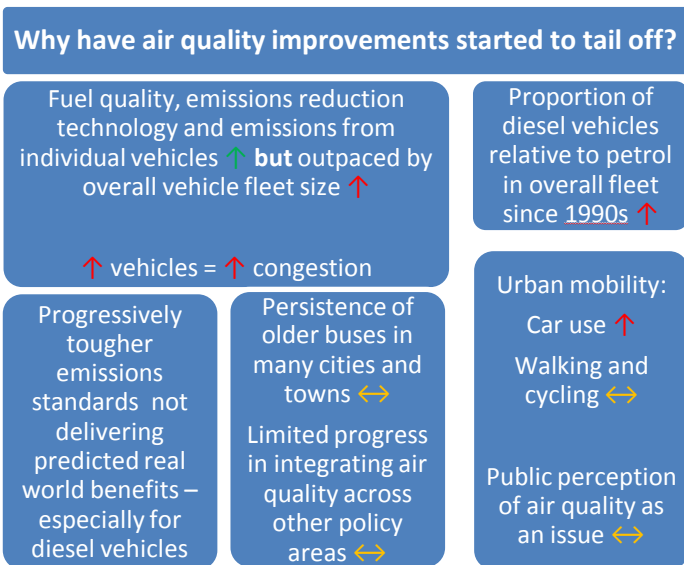 Why have air quality improvements started to tail off?
Fuel quality, emissions reduction
technology and emissions from
individual vehicles ↑ but outpaced by
overall vehicle fleet size ↑
↑ vehicles = ↑ congestion
Proportion of
diesel vehicles
relative to petrol
in overall fleet
since 1990s ↑
Progressively
tougher
emissions
standards not
delivering
predicted real
world benefits –
especially for
diesel vehicles
Persistence of
older buses in
many cities and
towns ↔
Limited progress
in integrating air
quality across
other policy
areas ↔
Urban mobility:
Car use ↑
Walking and
cycling ↔
Public perception
of air quality as
an issue ↔